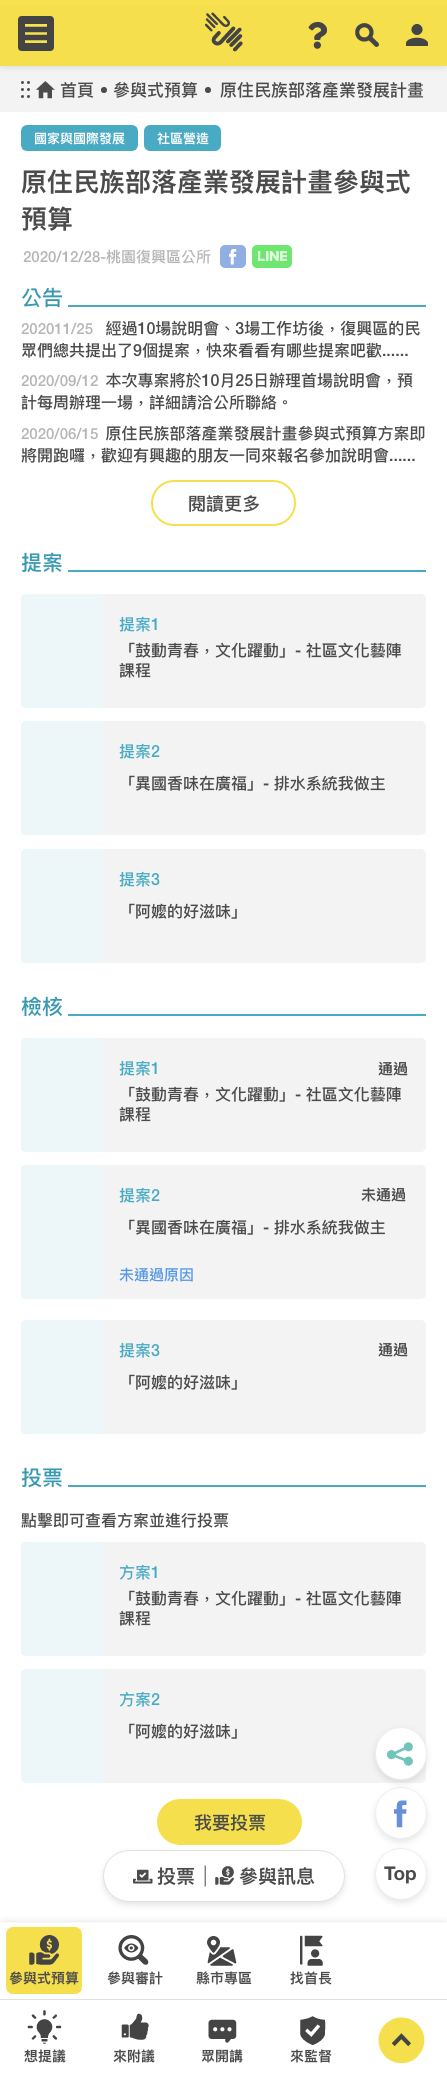 首頁 • 參與式預算 • 原住民族部落產業發展計畫
國家與國際發展 社區營造
原住民族部落產業發展計畫參與式
預算
2020/12/28-桃園復興區公所 f LINE
公告
202011/25 經過10場說明會、3場工作坊後，復興區的民
眾們總共提出了9個提案，快來看看有哪些提案吧歡......
2020/09/12 本次專案將於10月25日辦理首場說明會，預
計每周辦理一場，詳細請洽公所聯絡。
2020/06/15 原住民族部落產業發展計畫參與式預算方案即
將開跑囉，歡迎有興趣的朋友一同來報名參加說明會......
閱讀更多
提案
提案1
「鼓動青春，文化躍動」- 社區文化藝陣
課程
提案2
「異國香味在廣福」- 排水系統我做主
提案3
「阿嬤的好滋味」
檢核
提案1 通過
「鼓動青春，文化躍動」- 社區文化藝陣
課程
提案2 未通過
「異國香味在廣福」- 排水系統我做主
未通過原因
提案3 通過
「阿嬤的好滋味」
投票
點擊即可查看方案並進行投票
方案1
「鼓動青春，文化躍動」- 社區文化藝陣
課程
方案2
「阿嬤的好滋味」
f
我要投票
投票 | 參與訊息
Top
參與式預算 參與審計 縣市專區 找首長
想提議 來附議 眾開講 來監督